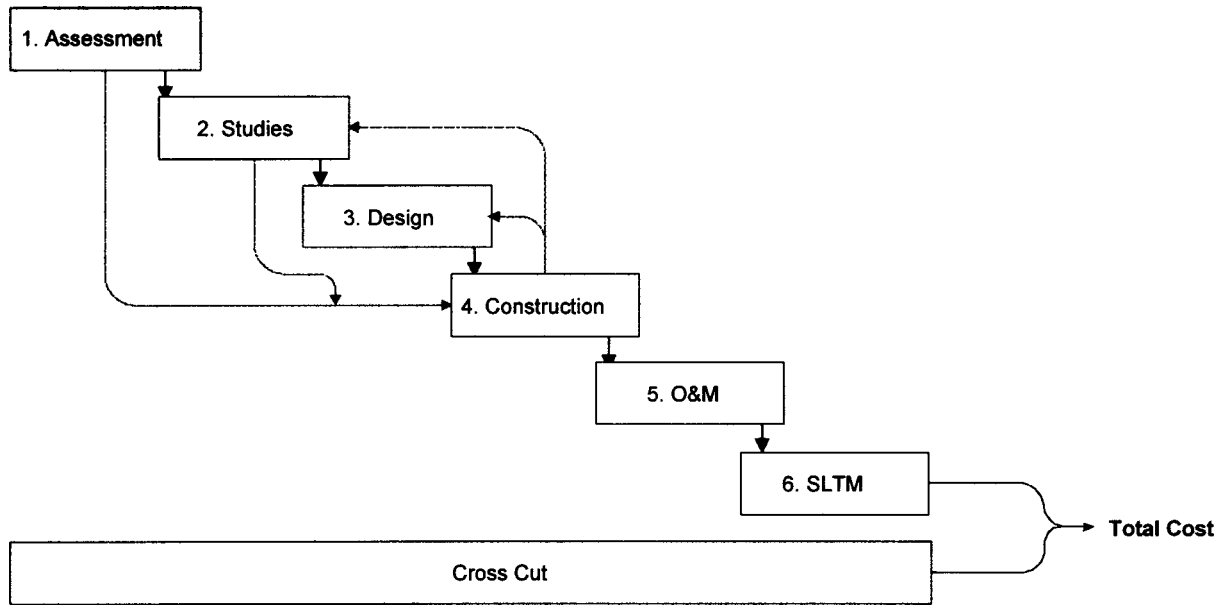 1. Assessment
2. Studies
3. Design
4. Construction
5. O&M
6. SLTM
Total Cost
Cross Cut